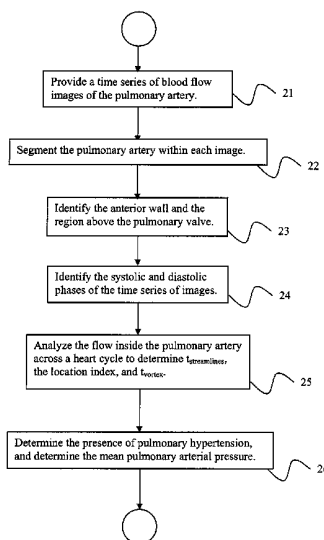 Provide a time series of blood flow
images of the pulmonary artery.
21
Segment the pulmonary artery within each image.
22
Identify the anterior wall and the
region above the pulmonary valve.
23
Identify the systolic and diastolic
phases of the time series of images.
24
Analyze the flow inside the pulmonary artery
across a heart cycle to determine tstreamlines,
the location index, and tvortex.
25
Determine the presence of pulmonary hypertension,
and determine the mean pulmonary arterial pressure.